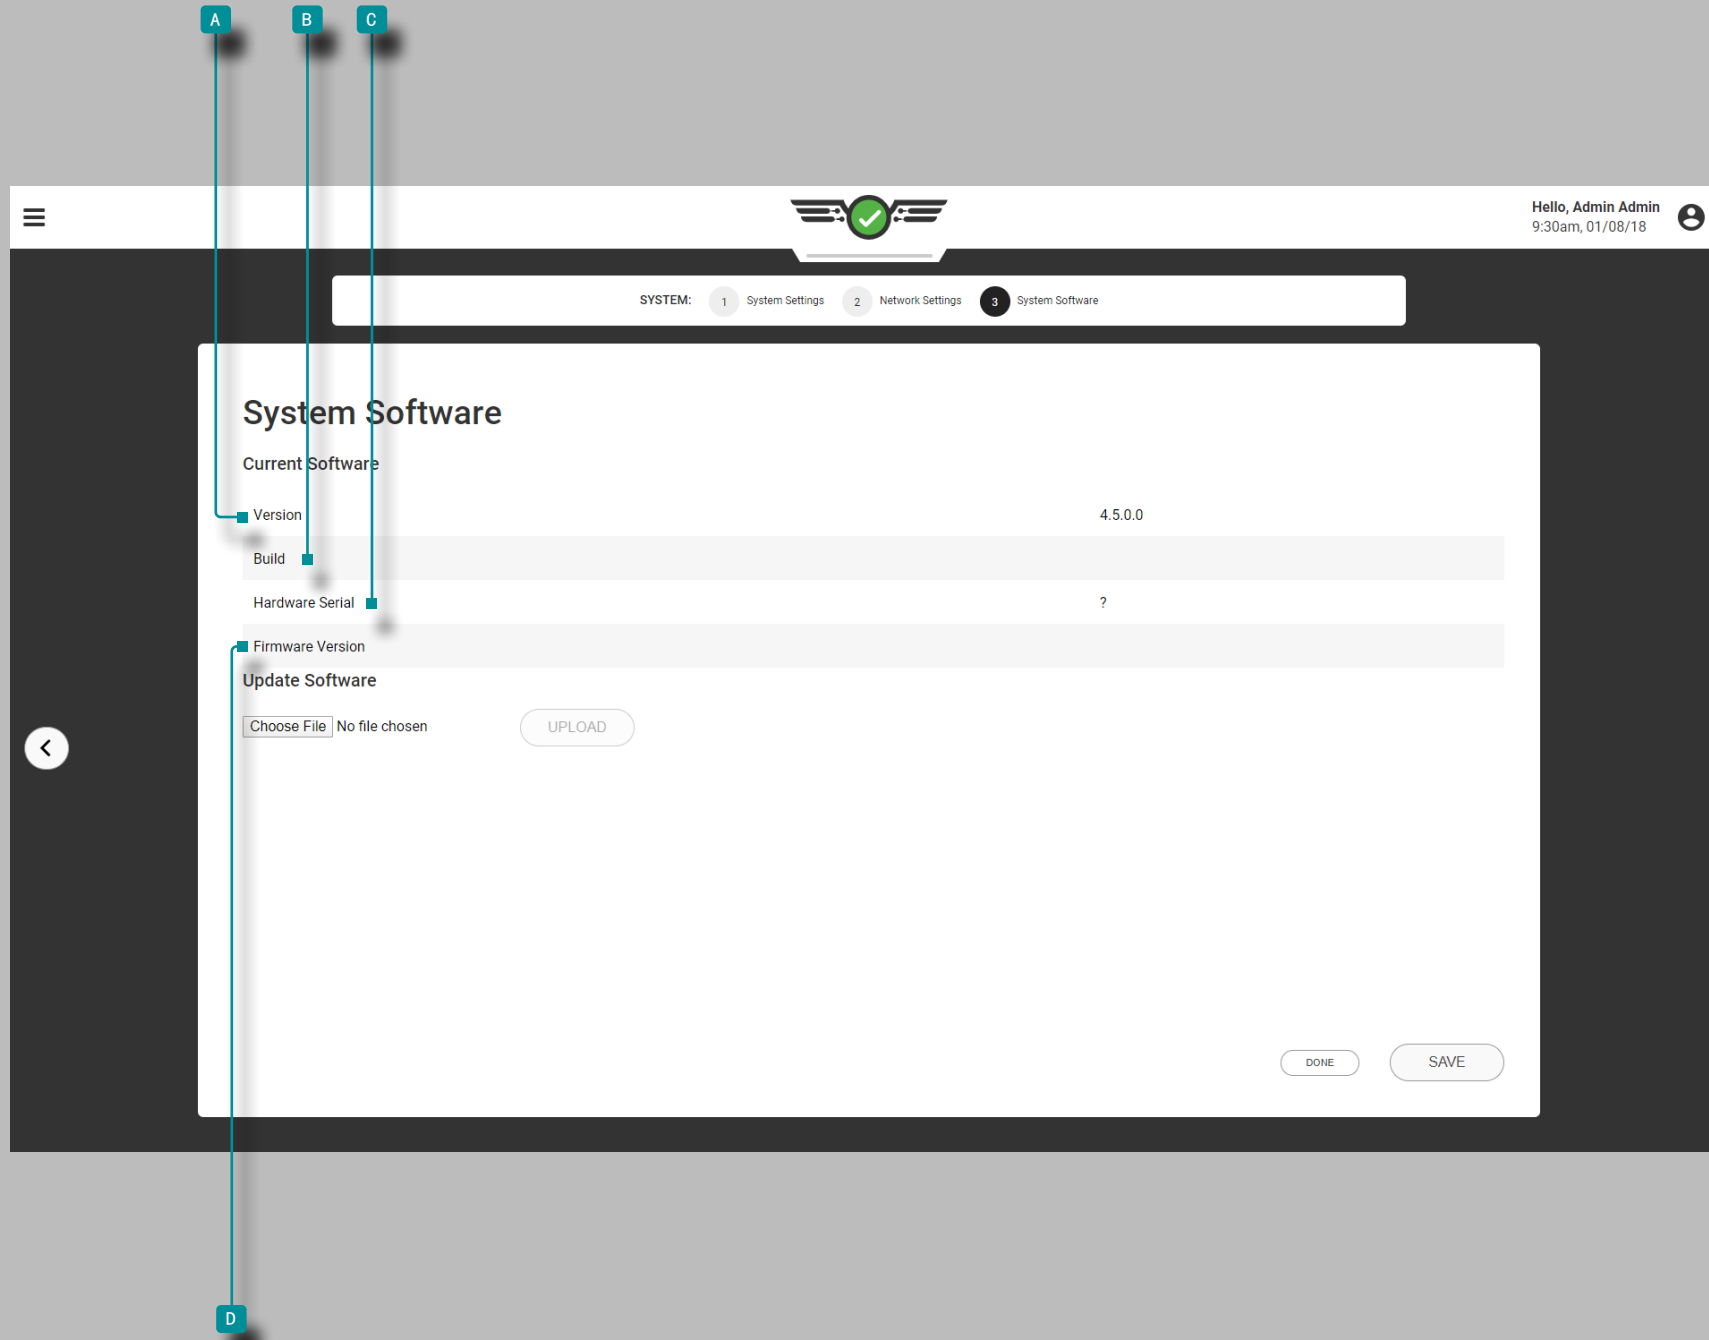 A B C
Hello, Admin Admin
9:30am, 01/08/18
SYSTEM: 1 System Settings 2 Network Settings 3 System Software
System Software
Current Software
Version 4.5.0.0
Build
Hardware Serial ?
Firmware Version
Update Software
Choose File No file chosen UPLOAD
DONE SAVE
D